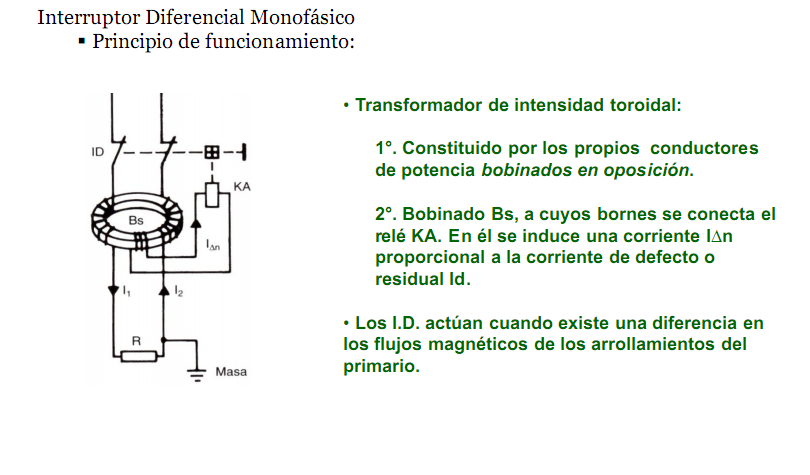 Interruptor Diferencial Monofásico
▪ Principio de funcionamiento:
• Transformador de intensidad toroidal:
1°. Constituido por los propios conductores
de potencia bobinados en oposición.
2°. Bobinado Bs, a cuyos bornes se conecta el
relé KA. En él se induce una corriente I∆n
proporcional a la corriente de defecto o
residual Id.
• Los I.D. actúan cuando existe una diferencia en
los flujos magnéticos de los arrollamientos del
primario.
ID
KA
Bs
I∆n
I1
I2
R
Masa